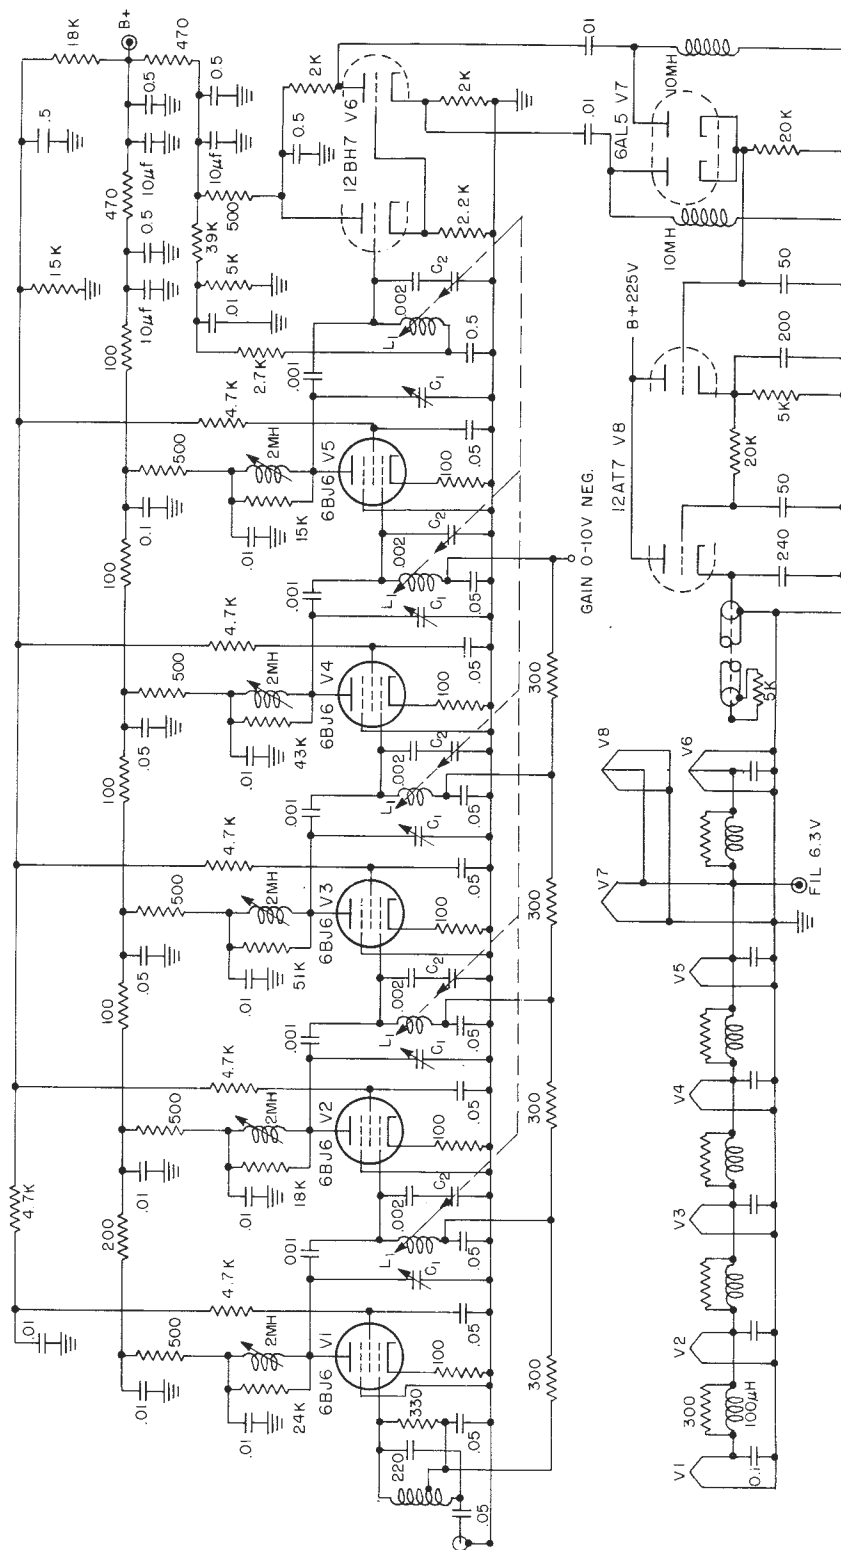 .01
4.7K
15K
.5
18K
.01
200
.01
100
.05
100
.05
100
0.1
100
10µf
0.5
470
10µf
0.5
B+
470
500
500
500
500
500
39K
10µf
0.5
.01
.01
.01
.01
.01
.01
5K
500
24K
2MH
4.7K
18K
2MH
4.7K
51K
2MH
4.7K
43K
2MH
4.7K
15K
2MH
4.7K
2.7K
0.5
2K
.001
.001
.001
.001
.001
6BJ6 V1
6BJ6 V2
6BJ6 V3
6BJ6 V4
6BJ6 V5
12BH7 V6
220
330
100
L1
.002
C2
100
L1
.002
C2
100
L1
.002
C2
100
L1
.002
C2
100
L1
.002
C2
2.2K
2K
C1
C1
C1
C1
C1
.05
.05
.05
.05
.05
.05
.05
.05
.05
.05
.05
0.5
300
300
300
300
GAIN 0-10V NEG.
.01
.01
12AT7 V8
B+225V
6AL5 V7
10MH
10MH
20K
240
50
20K
5K
200
50
5K
20K
V1
V2
V3
V4
V5
V7
V8
V6
300
100µH
0.1
FIL 6.3V